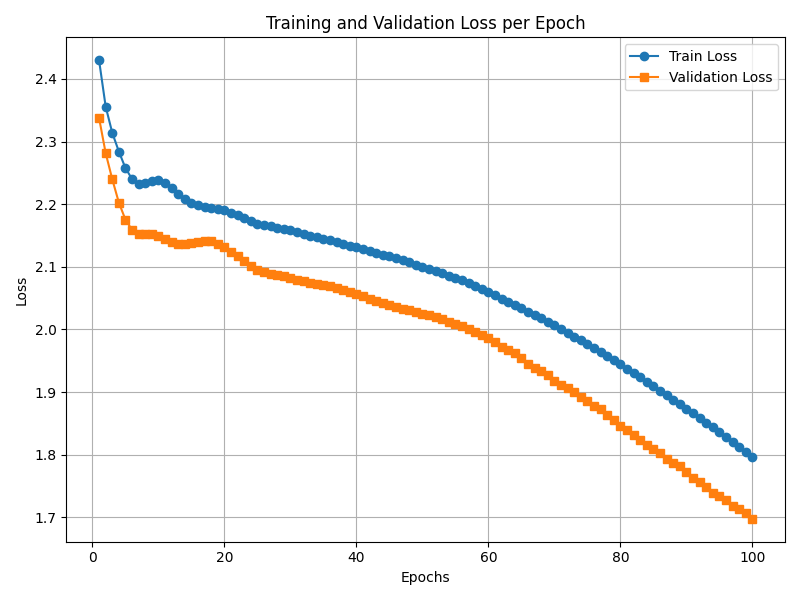 Training and Validation Loss per Epoch
Train Loss
Validation Loss
2.4
2.3
2.2
2.1
2.0
1.9
1.8
1.7
Loss
0 20 40 60 80 100
Epochs